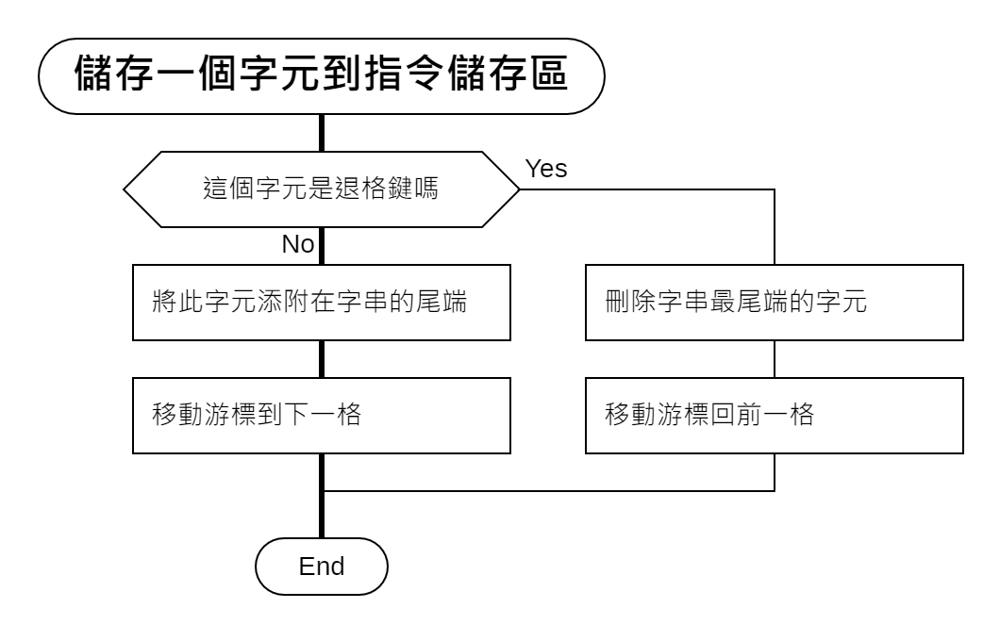 儲存一個字元到指令儲存區
這個字元是退格鍵嗎
Yes
No
將此字元添附在字串的尾端
移動游標到下一格
刪除字串最尾端的字元
移動游標回前一格
End